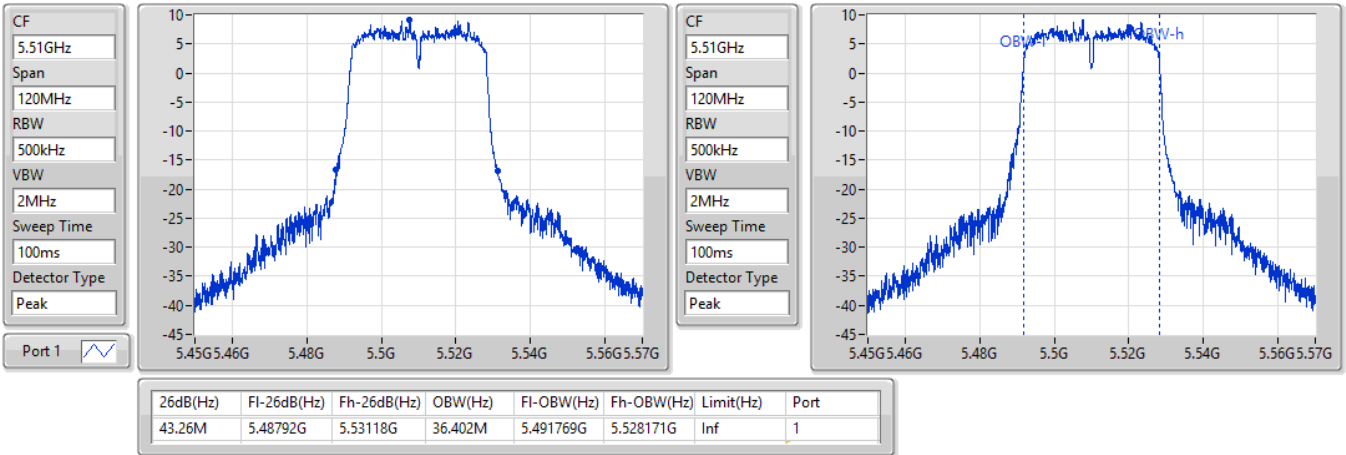 CF
5.51GHz
Span
120MHz
RBW
500kHz
VBW
2MHz
Sweep Time
100ms
Detector Type
Peak
Port 1
10
5
0
-5
-10
-15
-20
-25
-30
-35
-40
-45
5.45G 5.46G 5.48G 5.5G 5.52G 5.54G 5.56G 5.57G
CF
5.51GHz
Span
120MHz
RBW
500kHz
VBW
2MHz
Sweep Time
100ms
Detector Type
Peak
10
5
0
-5
-10
-15
-20
-25
-30
-35
-40
-45
OBW-l OBW-h
5.45G 5.46G 5.48G 5.5G 5.52G 5.54G 5.56G 5.57G
26dB(Hz) Fl-26dB(Hz) Fh-26dB(Hz) OBW(Hz) Fl-OBW(Hz) Fh-OBW(Hz) Limit(Hz) Port
43.26M 5.48792G 5.53118G 36.402M 5.491769G 5.528171G Inf 1